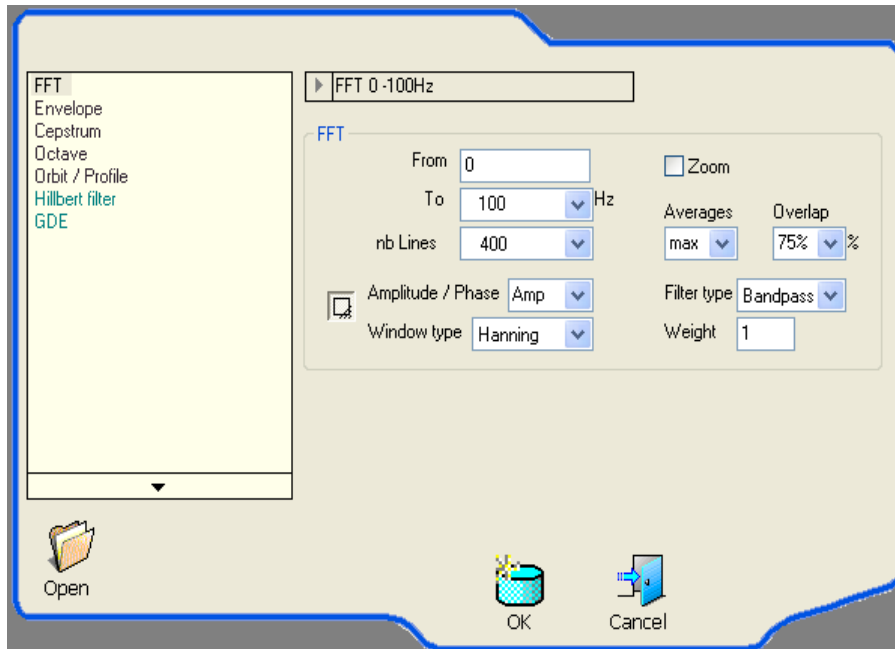 FFT
Envelope
Cepstrum
Octave
Orbit / Profile
Hillbert filter
GDE
FFT 0 -100Hz
FFT
From 0
To 100 Hz
nb Lines 400
Zoom
Averages Overlap
max 75% %
Amplitude / Phase Amp
Window type Hanning
Filter type Bandpass
Weight 1
Open
OK
Cancel